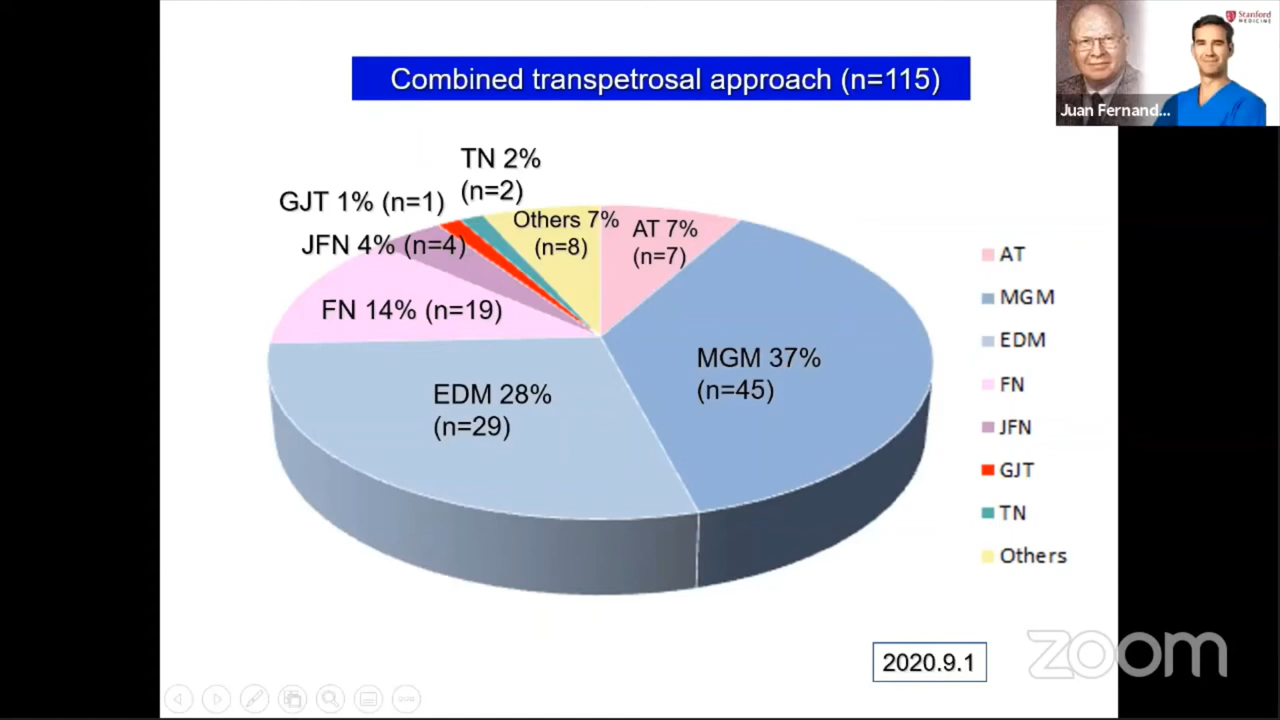 Stanford
MEDICINE
Juan Fernand...
Combined transpetrosal approach (n=115)
TN 2%
(n=2)
GJT 1% (n=1)
JFN 4% (n=4)
Others 7%
(n=8)
AT 7%
(n=7)
FN 14% (n=19)
MGM 37%
(n=45)
EDM 28%
(n=29)
AT
MGM
EDM
FN
JFN
GJT
TN
Others
2020.9.1
zoom